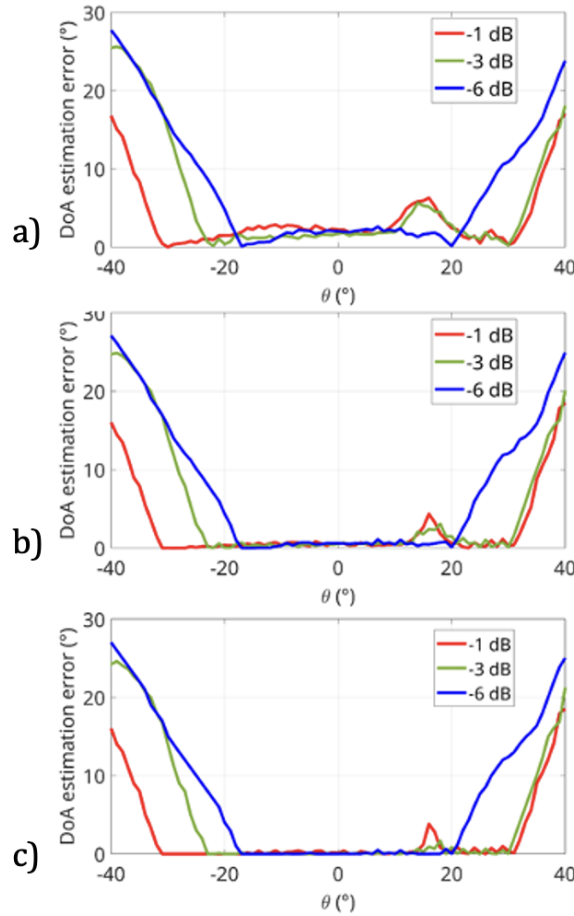 a)
DoA estimation error (°)
30
20
10
0
-1 dB
-3 dB
-6 dB
-40 -20 0 20 40
θ (°)
b)
DoA estimation error (°)
30
20
10
0
-1 dB
-3 dB
-6 dB
-40 -20 0 20 40
θ (°)
c)
DoA estimation error (°)
30
20
10
0
-1 dB
-3 dB
-6 dB
-40 -20 0 20 40
θ (°)